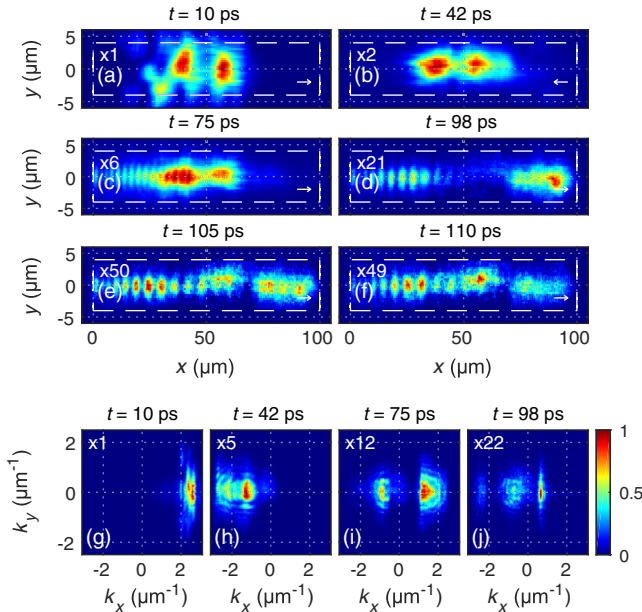 t = 10 ps t = 42 ps
x1 x2
(a) (b)
5
0
-5
y (µm)
t = 75 ps t = 98 ps
x6 x21
(c) (d)
5
0
-5
y (µm)
t = 105 ps t = 110 ps
x50 x49
(e) (f)
5
0
-5
y (µm)
0 50 100 0 50 100
x (µm) x (µm)
t = 10 ps t = 42 ps t = 75 ps t = 98 ps
x1 x5 x12 x22
(g) (h) (i) (j)
2
0
-2
k_y (µm⁻¹)
-2 0 2 -2 0 2 -2 0 2 -2 0 2
k_x (µm⁻¹) k_x (µm⁻¹) k_x (µm⁻¹) k_x (µm⁻¹)
1
0.5
0